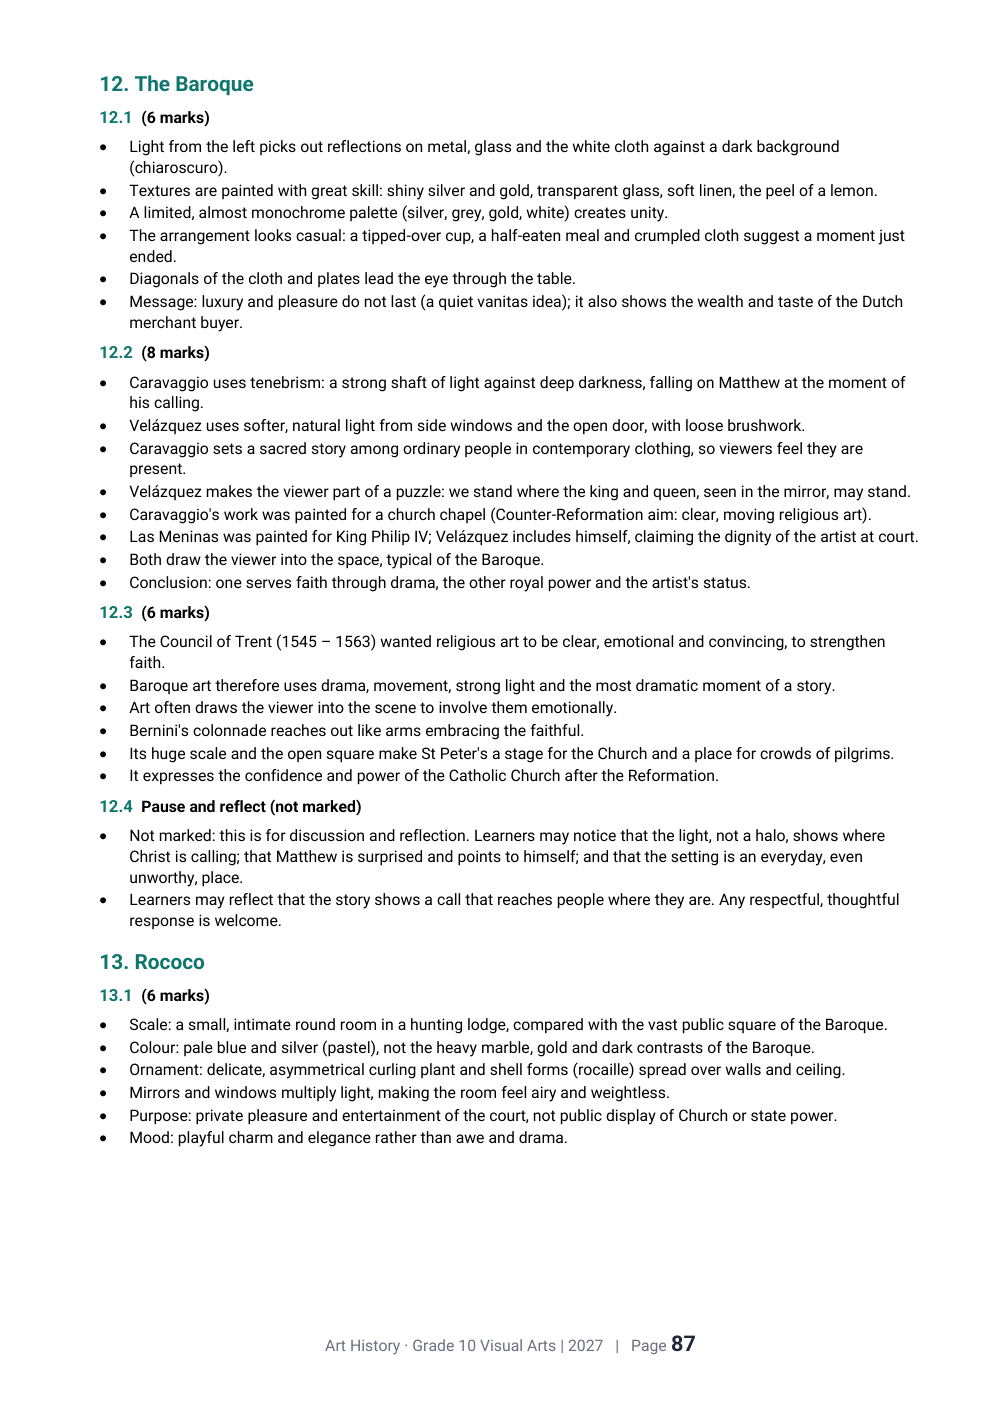 12. The Baroque
12.1 (6 marks)
• Light from the left picks out reflections on metal, glass and the white cloth against a dark background
(chiaroscuro).
• Textures are painted with great skill: shiny silver and gold, transparent glass, soft linen, the peel of a lemon.
• A limited, almost monochrome palette (silver, grey, gold, white) creates unity.
• The arrangement looks casual: a tipped-over cup, a half-eaten meal and crumpled cloth suggest a moment just
ended.
• Diagonals of the cloth and plates lead the eye through the table.
• Message: luxury and pleasure do not last (a quiet vanitas idea); it also shows the wealth and taste of the Dutch
merchant buyer.
12.2 (8 marks)
• Caravaggio uses tenebrism: a strong shaft of light against deep darkness, falling on Matthew at the moment of
his calling.
• Velázquez uses softer, natural light from side windows and the open door, with loose brushwork.
• Caravaggio sets a sacred story among ordinary people in contemporary clothing, so viewers feel they are
present.
• Velázquez makes the viewer part of a puzzle: we stand where the king and queen, seen in the mirror, may stand.
• Caravaggio's work was painted for a church chapel (Counter-Reformation aim: clear, moving religious art).
• Las Meninas was painted for King Philip IV; Velázquez includes himself, claiming the dignity of the artist at court.
• Both draw the viewer into the space, typical of the Baroque.
• Conclusion: one serves faith through drama, the other royal power and the artist's status.
12.3 (6 marks)
• The Council of Trent (1545 – 1563) wanted religious art to be clear, emotional and convincing, to strengthen
faith.
• Baroque art therefore uses drama, movement, strong light and the most dramatic moment of a story.
• Art often draws the viewer into the scene to involve them emotionally.
• Bernini's colonnade reaches out like arms embracing the faithful.
• Its huge scale and the open square make St Peter's a stage for the Church and a place for crowds of pilgrims.
• It expresses the confidence and power of the Catholic Church after the Reformation.
12.4 Pause and reflect (not marked)
• Not marked: this is for discussion and reflection. Learners may notice that the light, not a halo, shows where
Christ is calling; that Matthew is surprised and points to himself; and that the setting is an everyday, even
unworthy, place.
• Learners may reflect that the story shows a call that reaches people where they are. Any respectful, thoughtful
response is welcome.
13. Rococo
13.1 (6 marks)
• Scale: a small, intimate round room in a hunting lodge, compared with the vast public square of the Baroque.
• Colour: pale blue and silver (pastel), not the heavy marble, gold and dark contrasts of the Baroque.
• Ornament: delicate, asymmetrical curling plant and shell forms (rocaille) spread over walls and ceiling.
• Mirrors and windows multiply light, making the room feel airy and weightless.
• Purpose: private pleasure and entertainment of the court, not public display of Church or state power.
• Mood: playful charm and elegance rather than awe and drama.
Art History · Grade 10 Visual Arts | 2027 | Page 87